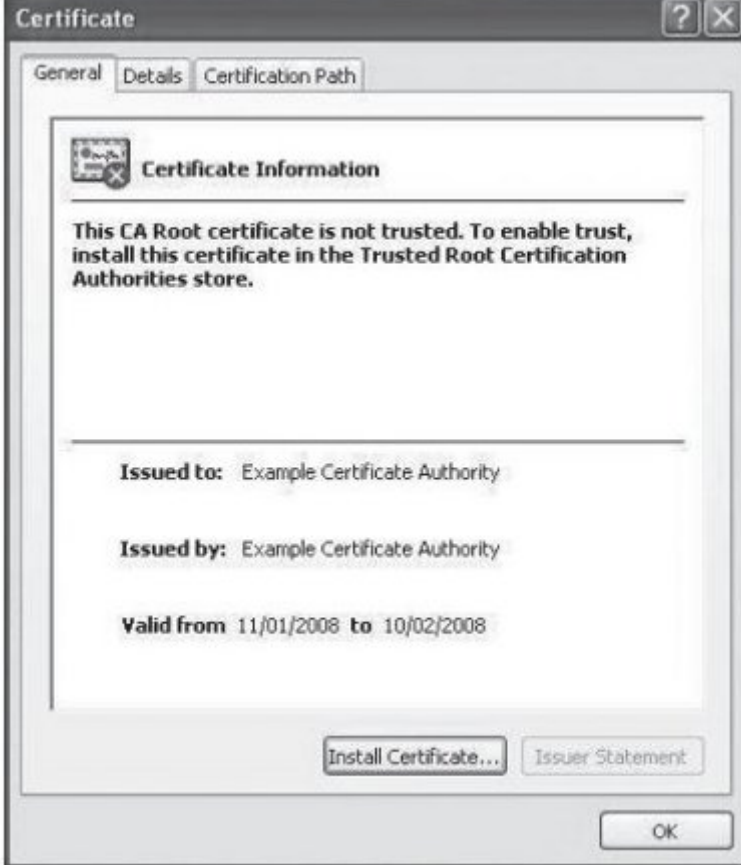 Certificate
General Details Certification Path
Certificate Information
This CA Root certificate is not trusted. To enable trust,
install this certificate in the Trusted Root Certification
Authorities store.
Issued to: Example Certificate Authority
Issued by: Example Certificate Authority
Valid from 11/01/2008 to 10/02/2008
Install Certificate... Issuer Statement
OK